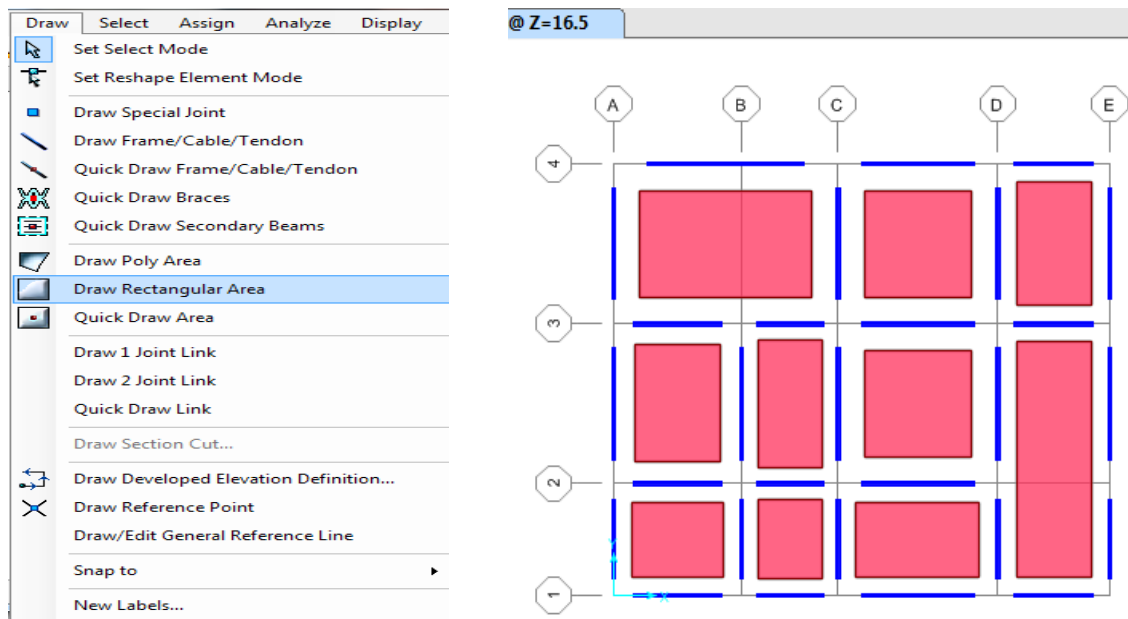 Draw Select Assign Analyze Display
Set Select Mode
Set Reshape Element Mode
Draw Special Joint
Draw Frame/Cable/Tendon
Quick Draw Frame/Cable/Tendon
Quick Draw Braces
Quick Draw Secondary Beams
Draw Poly Area
Draw Rectangular Area
Quick Draw Area
Draw 1 Joint Link
Draw 2 Joint Link
Quick Draw Link
Draw Section Cut...
Draw Developed Elevation Definition...
Draw Reference Point
Draw/Edit General Reference Line
Snap to
New Labels...
@ Z=16.5
A B C D E
4
3
2
1
Y
X